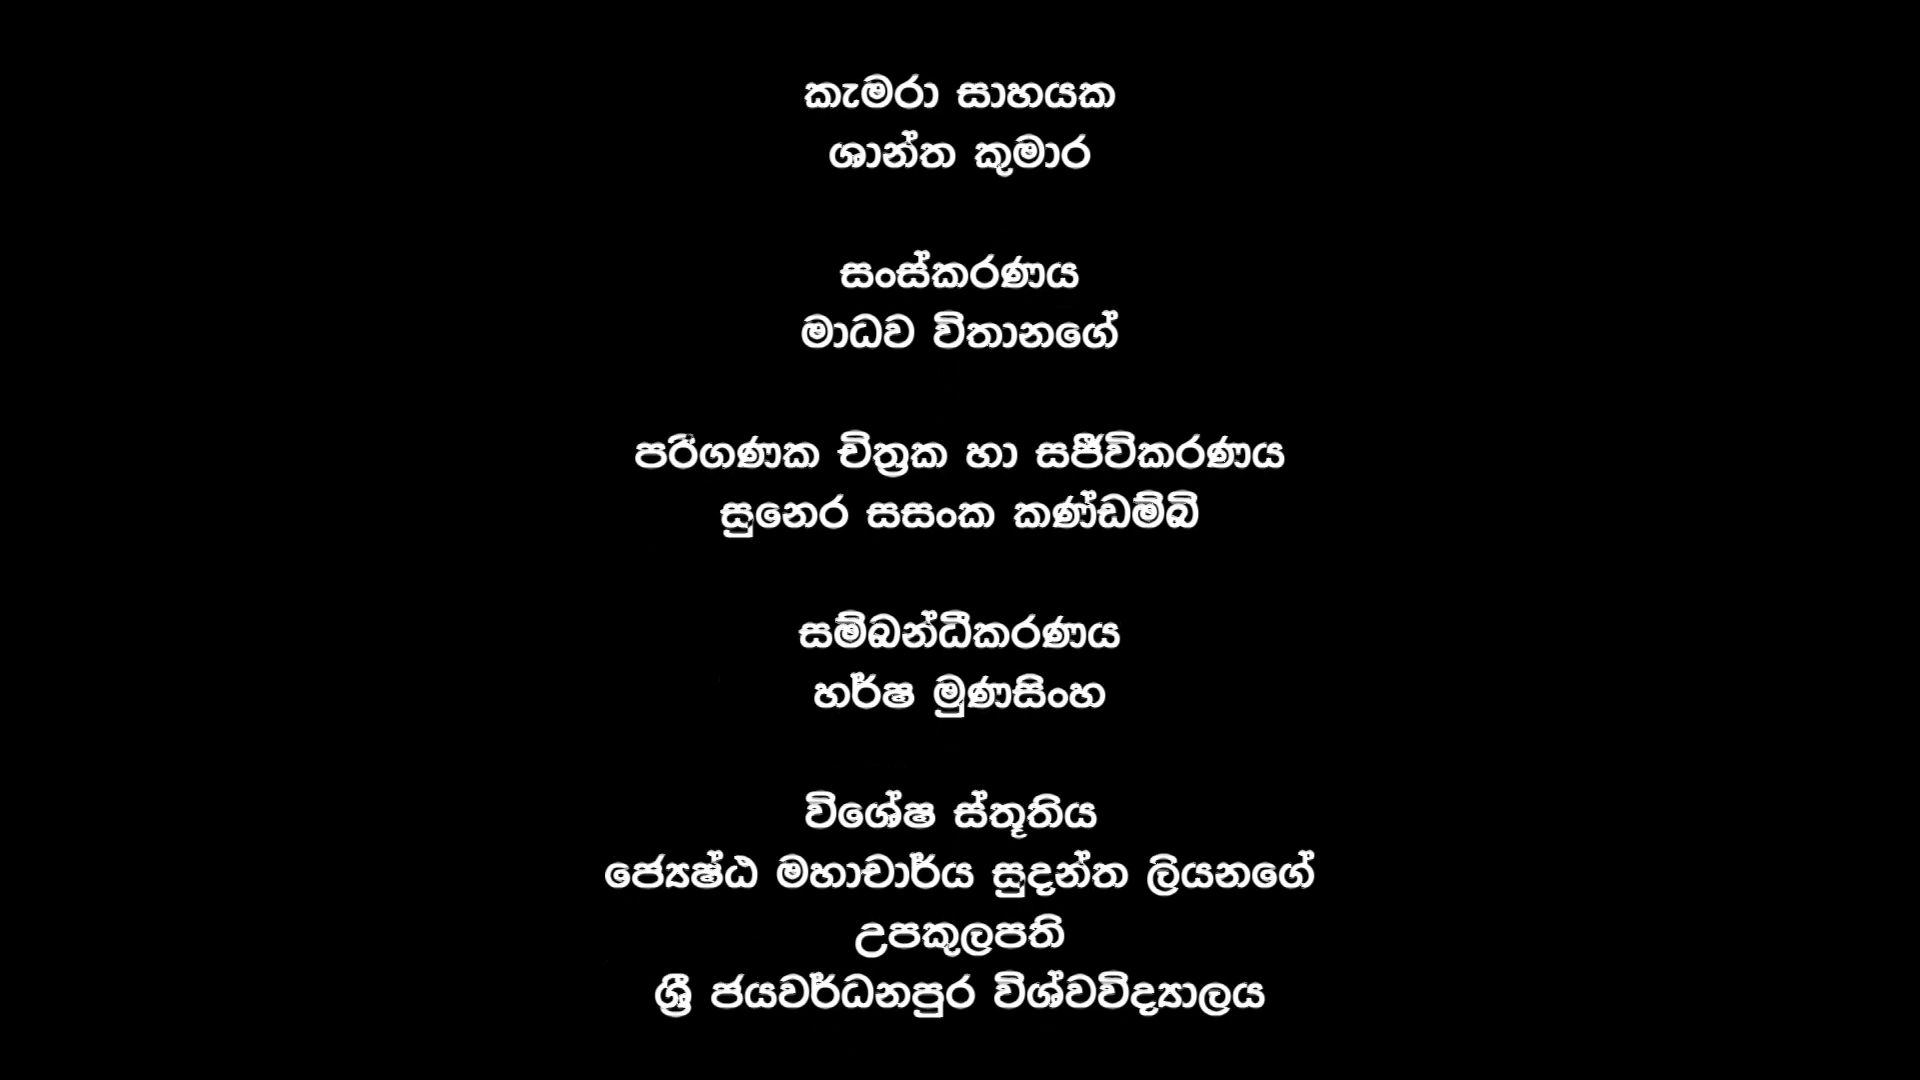 කැමරා සාහයක
ශාන්ත කුමාර
සංස්කරණය
මාධව විතානගේ
පරිගණක චිත්‍රක හා සජීවිකරණය
සුනෙර සසංක කණ්ඩම්බි
සම්බන්ධීකරණය
හර්ෂ මුණසිංහ
විශේෂ ස්තූතිය
ජ්‍යෙෂ්ඨ මහාචාර්ය සුදන්ත ලියනගේ
උපකුලපති
ශ්‍රී ජයවර්ධනපුර විශ්වවිද්‍යාලය